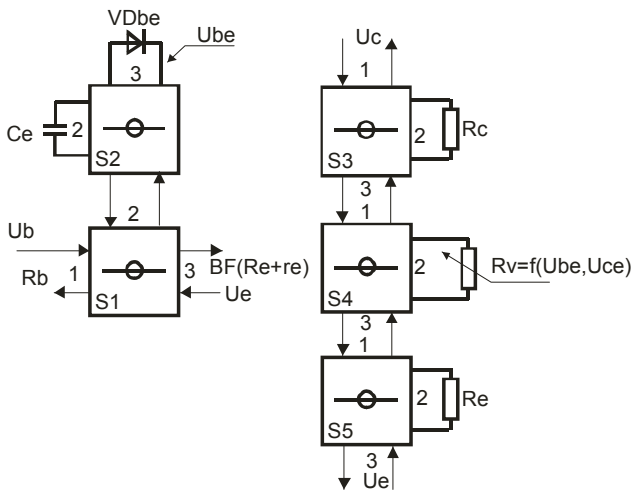 VDbe
Ube
3
Ce
2
S2
2
Ub
Rb
1
S1
3
BF(Re+re)
Ue
Uc
1
2
Rc
S3
3
1
2
Rv=f(Ube,Uce)
S4
3
1
2
Re
S5
3
Ue